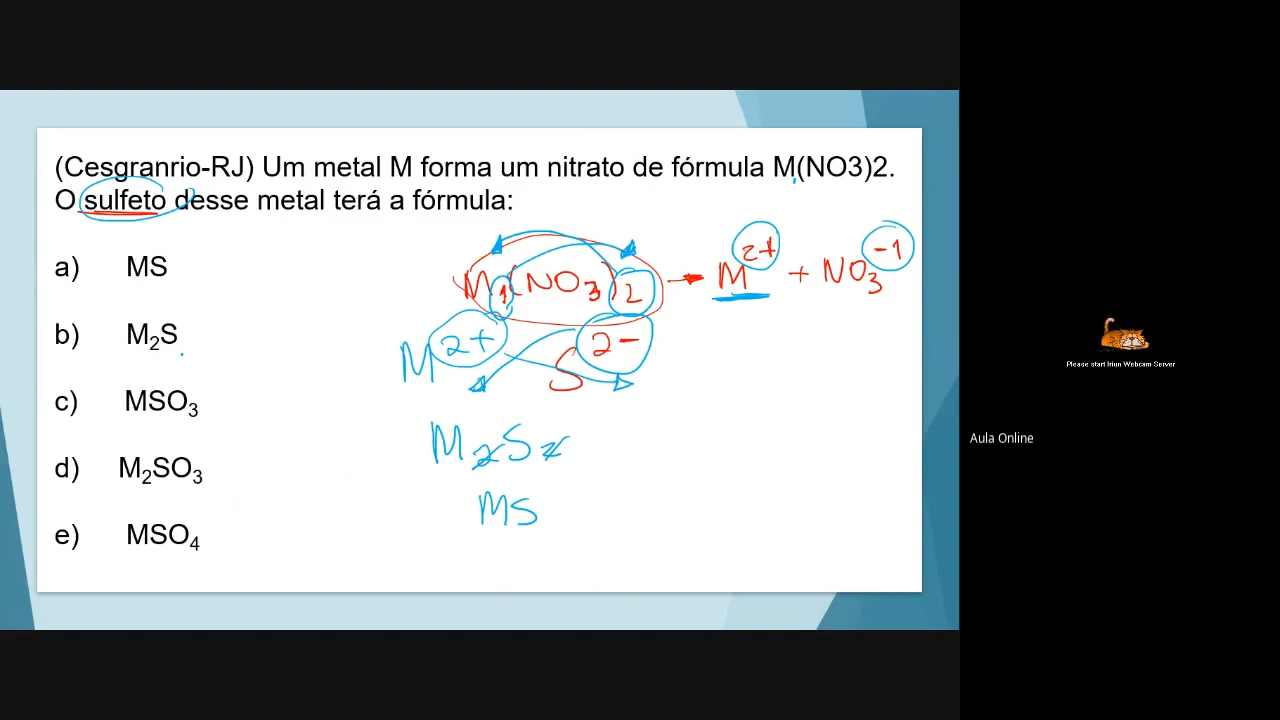 (Cesgranrio-RJ) Um metal M forma um nitrato de fórmula M(NO3)2.
O sulfeto desse metal terá a fórmula:
a) MS
b) M₂S
c) MSO₃
d) M₂SO₃
e) MSO₄
M₁(NO₃)₂ → M²⁺ + NO₃⁻¹
M²⁺ S²⁻
M₂S₂
MS
Please start Iriun Webcam Server
Aula Online